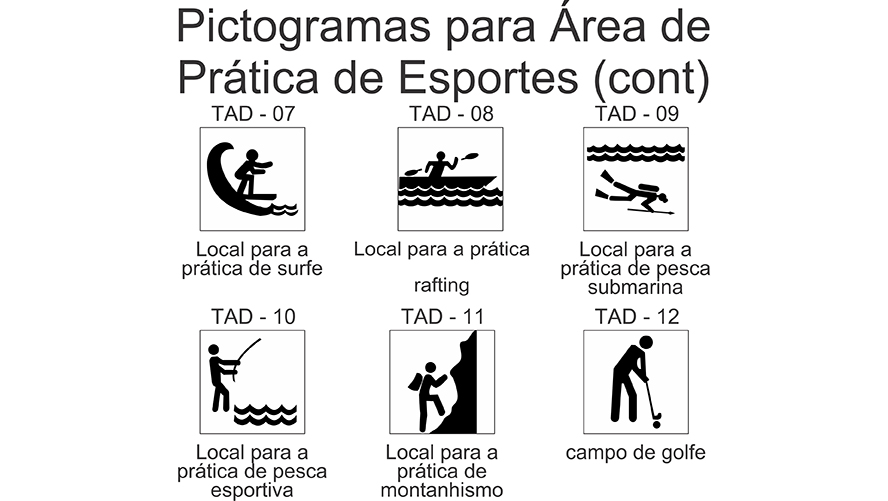 Pictogramas para Área de
Prática de Esportes (cont)
TAD - 07
TAD - 08
TAD - 09
Local para a
prática de surfe
Local para a prática
rafting
Local para a
prática de pesca
submarina
TAD - 10
TAD - 11
TAD - 12
Local para a
prática de pesca
esportiva
Local para a
prática de
montanhismo
campo de golfe